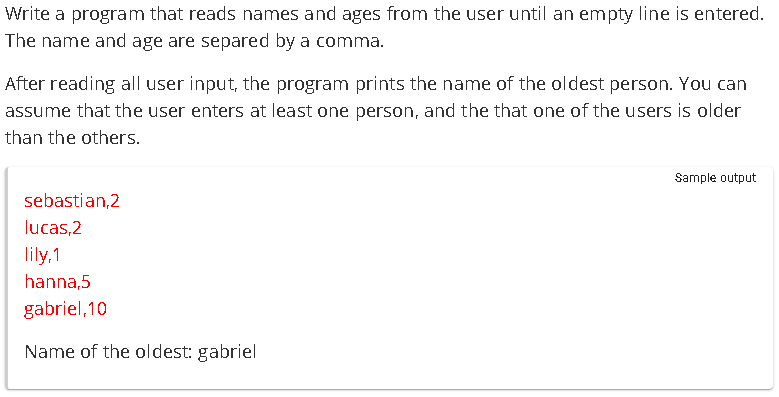 Write a program that reads names and ages from the user until an empty line is entered.
The name and age are separed by a comma.
After reading all user input, the program prints the name of the oldest person. You can
assume that the user enters at least one person, and the that one of the users is older
than the others.
Sample output
sebastian,2
lucas,2
lily,1
hanna,5
gabriel,10
Name of the oldest: gabriel